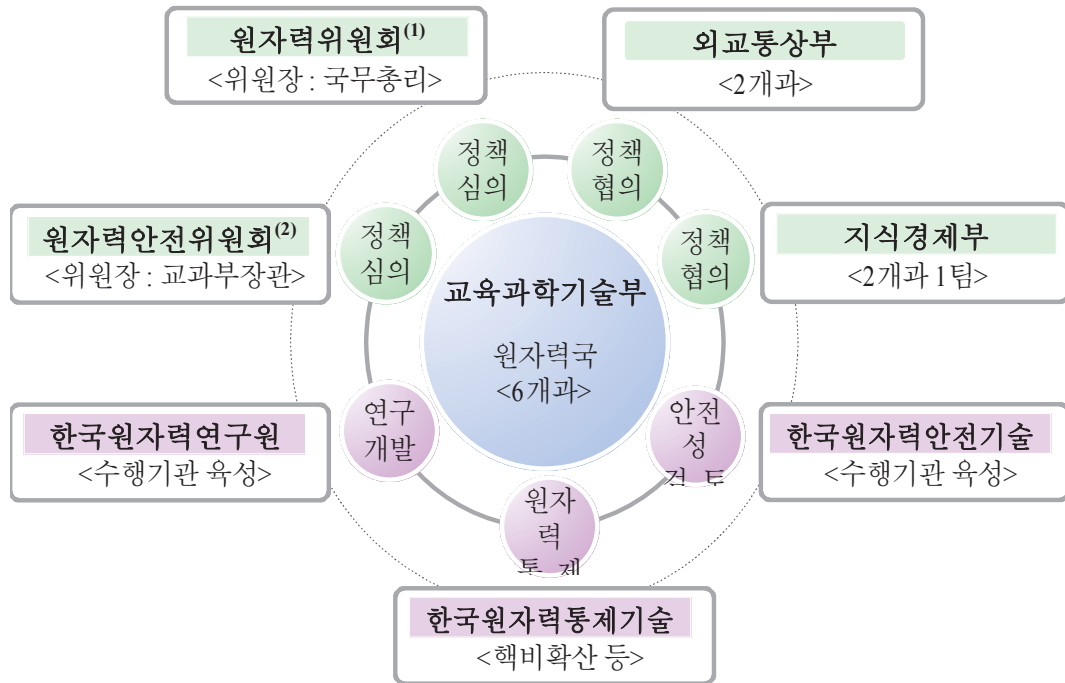 원자력위원회(1)
<위원장 : 국무총리>
외교통상부
<2개과>
정책
심의
정책
협의
원자력안전위원회(2)
<위원장 : 교과부장관>
정책
심의
정책
협의
지식경제부
<2개과 1팀>
교육과학기술부
원자력국
<6개과>
한국원자력연구원
<수행기관 육성>
연구
개발
안전
성
검 토
한국원자력안전기술
<수행기관 육성>
원자
력
통 제
한국원자력통제기술
<핵비확산 등>